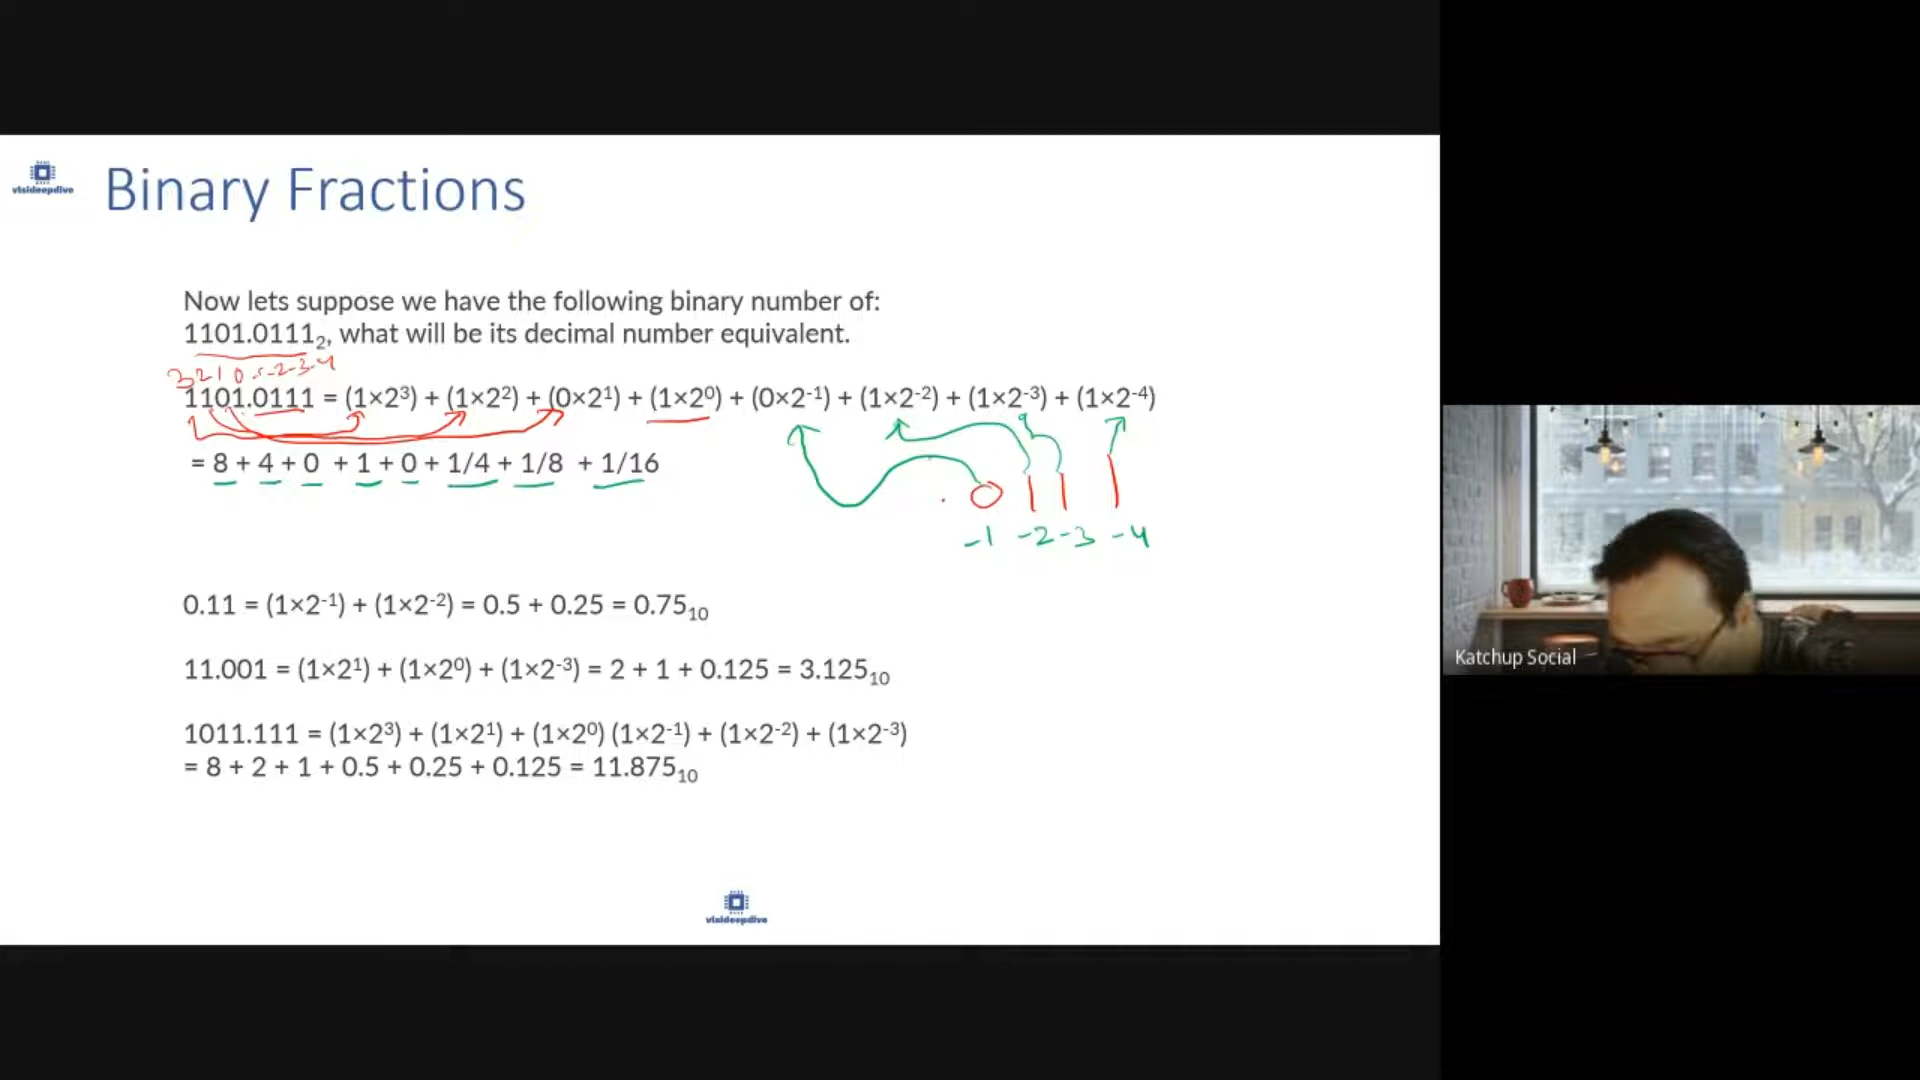 vlsideepdive
Binary Fractions
Now lets suppose we have the following binary number of:
1101.0111₂, what will be its decimal number equivalent.
3 2 1 0 -2 -3 -4
1101.0111 = (1×2³) + (1×2²) + (0×2¹) + (1×2⁰) + (0×2⁻¹) + (1×2⁻²) + (1×2⁻³) + (1×2⁻⁴)
= 8 + 4 + 0 + 1 + 0 + 1/4 + 1/8 + 1/16
. 0 1 1 1
-1 -2 -3 -4
0.11 = (1×2⁻¹) + (1×2⁻²) = 0.5 + 0.25 = 0.75₁₀
11.001 = (1×2¹) + (1×2⁰) + (1×2⁻³) = 2 + 1 + 0.125 = 3.125₁₀
1011.111 = (1×2³) + (1×2¹) + (1×2⁰) (1×2⁻¹) + (1×2⁻²) + (1×2⁻³)
= 8 + 2 + 1 + 0.5 + 0.25 + 0.125 = 11.875₁₀
vlsideepdive
Katchup Social